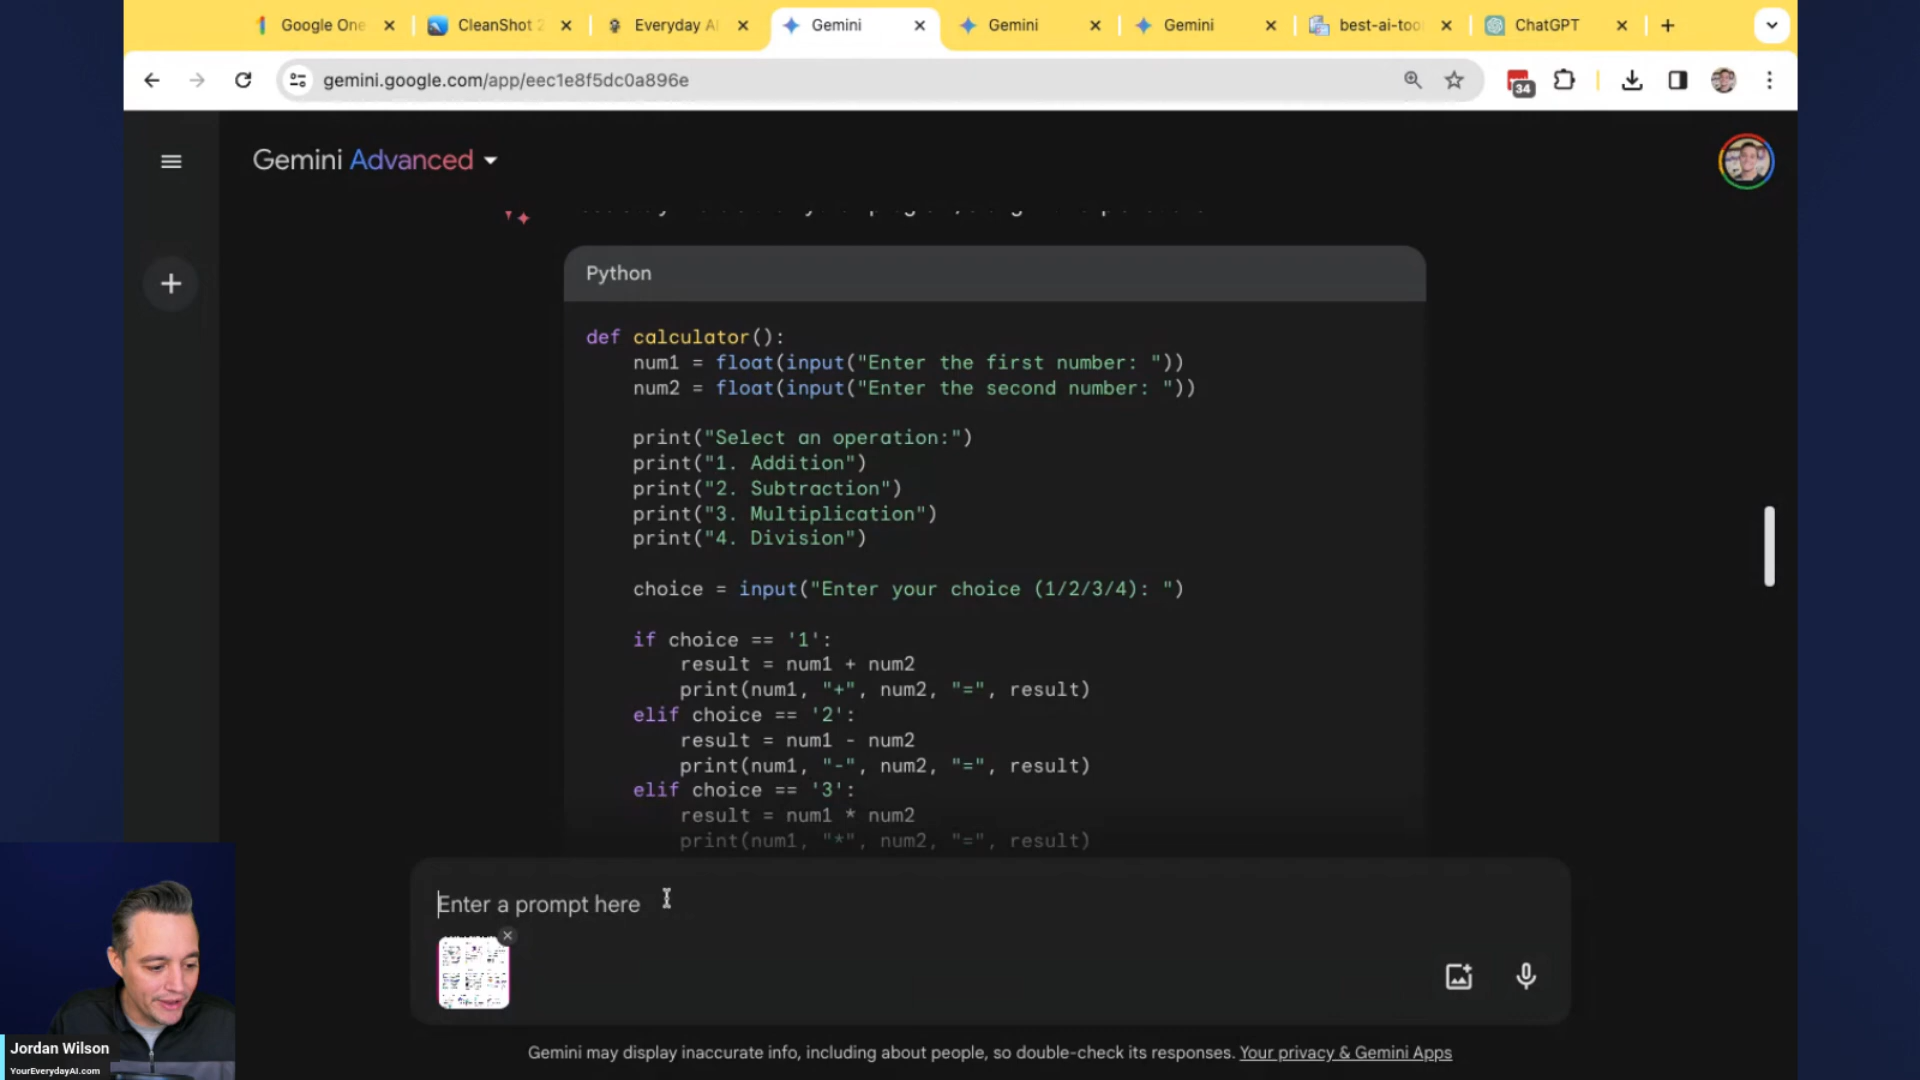 Google One
CleanShot 2
Everyday AI
Gemini
Gemini
Gemini
best-ai-too
ChatGPT
gemini.google.com/app/eec1e8f5dc0a896e
34
Gemini Advanced
Python
def calculator():
num1 = float(input("Enter the first number: "))
num2 = float(input("Enter the second number: "))
print("Select an operation:")
print("1. Addition")
print("2. Subtraction")
print("3. Multiplication")
print("4. Division")
choice = input("Enter your choice (1/2/3/4): ")
if choice == '1':
result = num1 + num2
print(num1, "+", num2, "=", result)
elif choice == '2':
result = num1 - num2
print(num1, "-", num2, "=", result)
elif choice == '3':
result = num1 * num2
print(num1, "*", num2, "=", result)
Enter a prompt here
Jordan Wilson
YourEverydayAI.com
Gemini may display inaccurate info, including about people, so double-check its responses. Your privacy & Gemini Apps